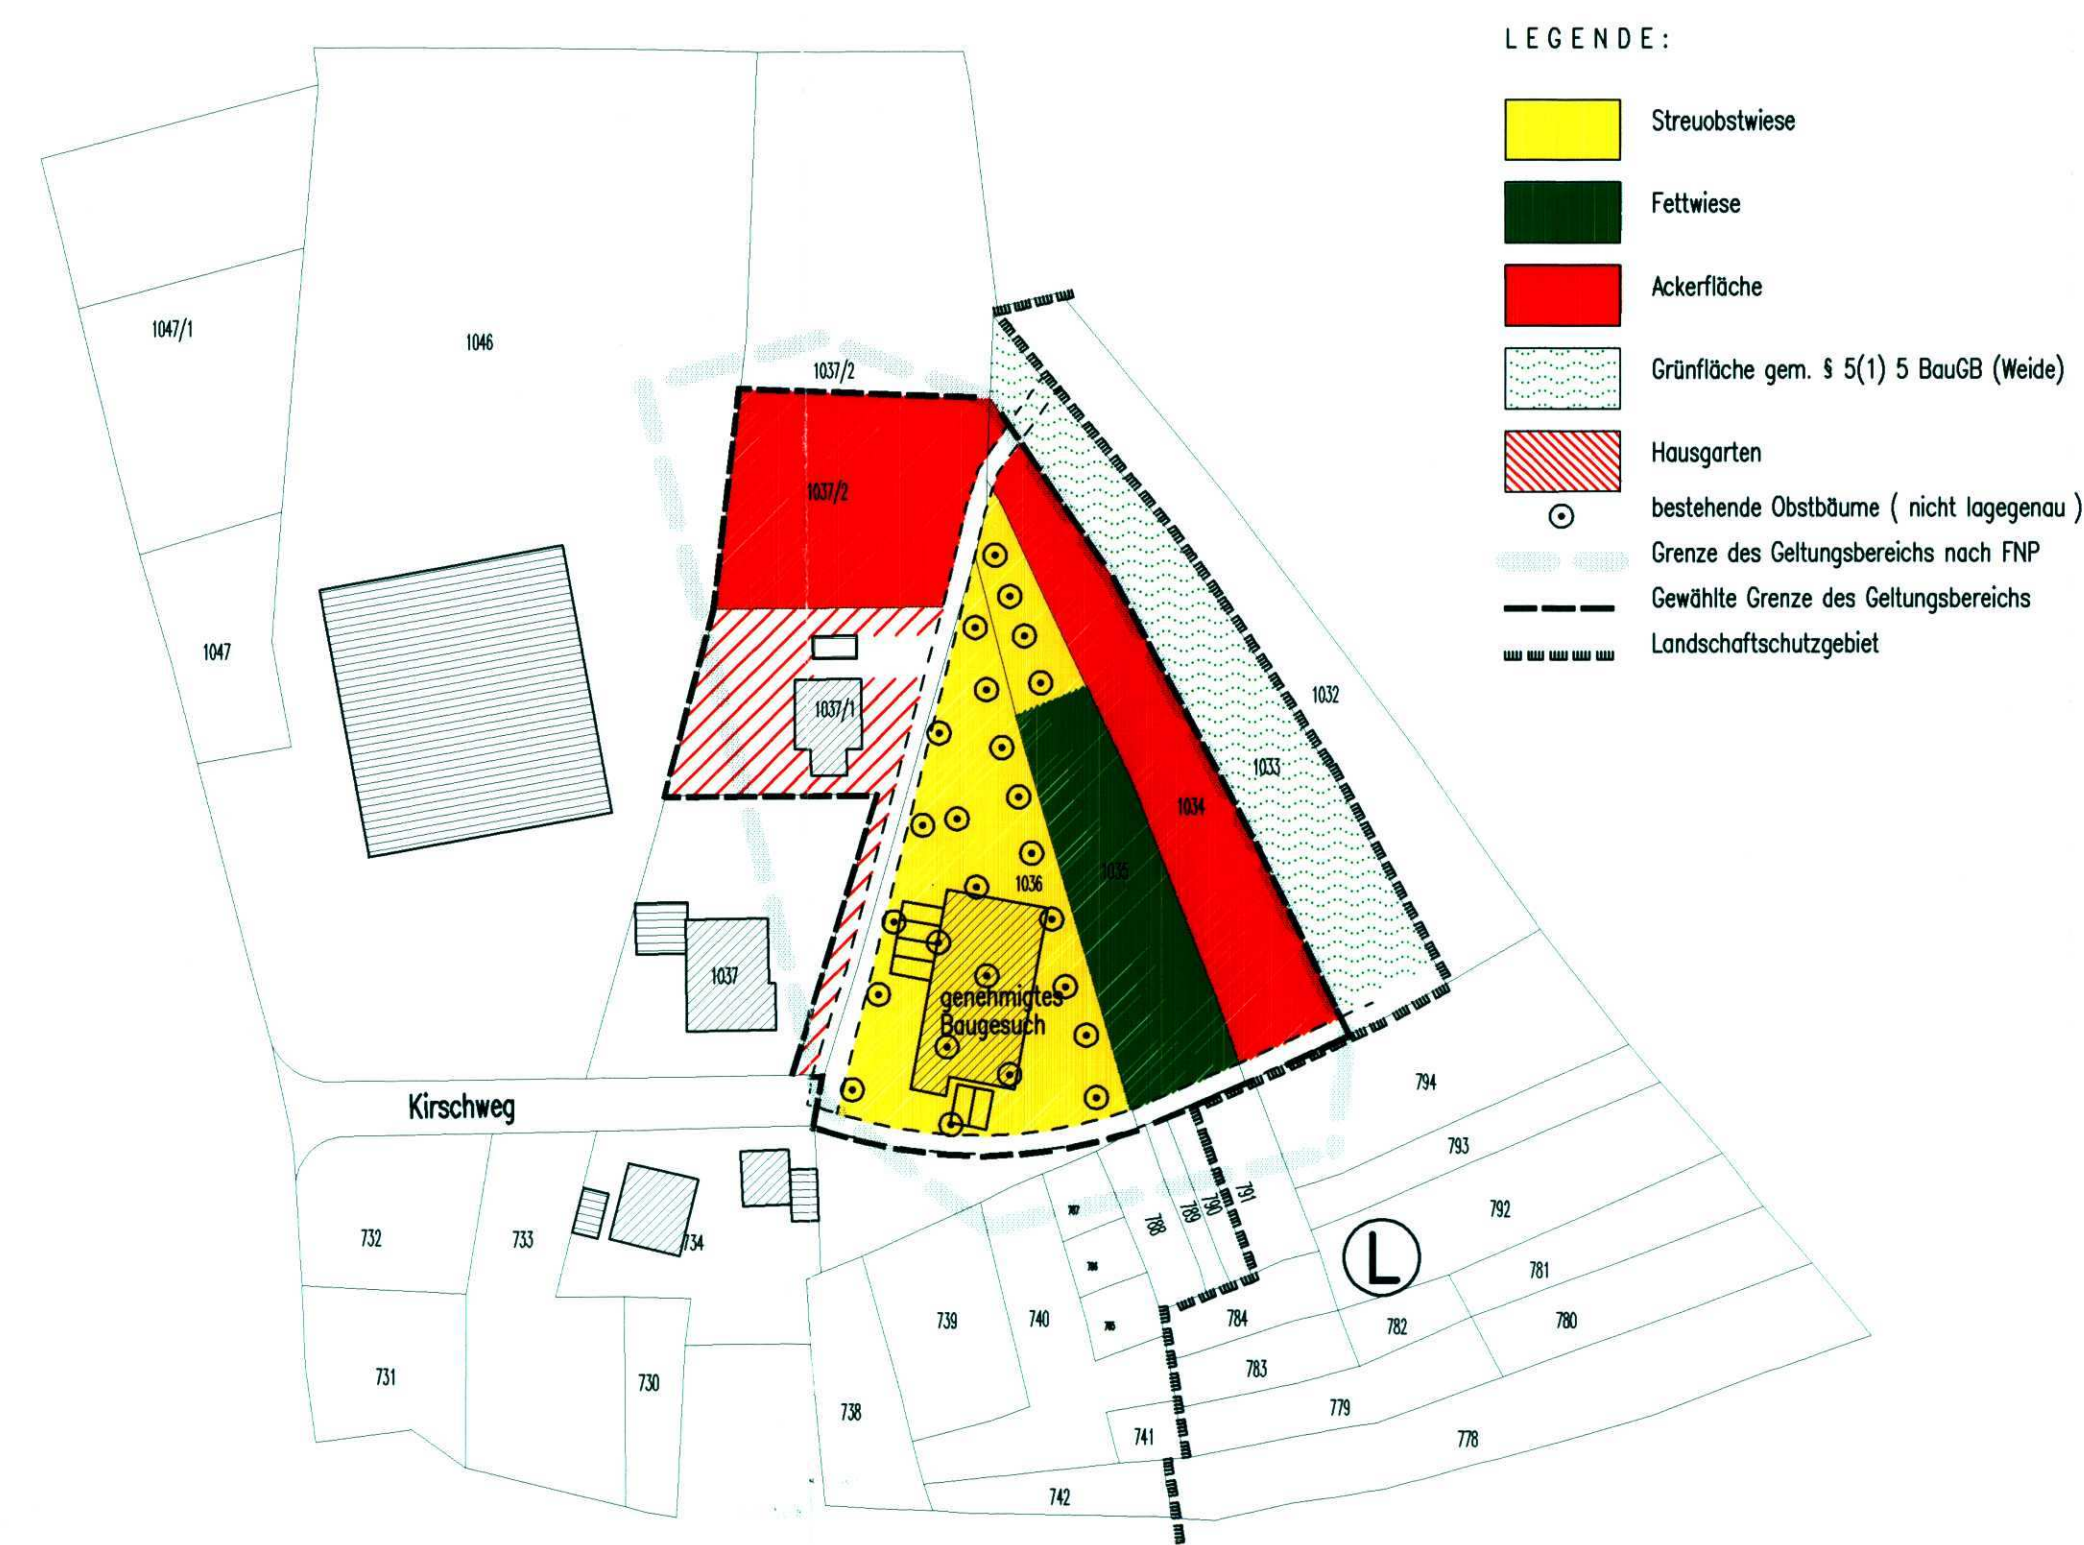 LEGENDE:
Streuobstwiese
Fettwiese
Ackerfläche
Grünfläche gem. § 5(1) 5 BauGB (Weide)
Hausgarten
bestehende Obstbäume ( nicht lagegenau )
Grenze des Geltungsbereichs nach FNP
Gewählte Grenze des Geltungsbereichs
Landschaftschutzgebiet
1047/1
1046
1037/2
1037/2
1047
1032
1037/1
1033
1034
1035
1036
1037
genehmigtes
Baugesuch
Kirschweg
794
793
792
791
790
789
788
787
786
785
732
733
734
781
780
782
784
783
739
740
731
730
738
779
741
778
742
L